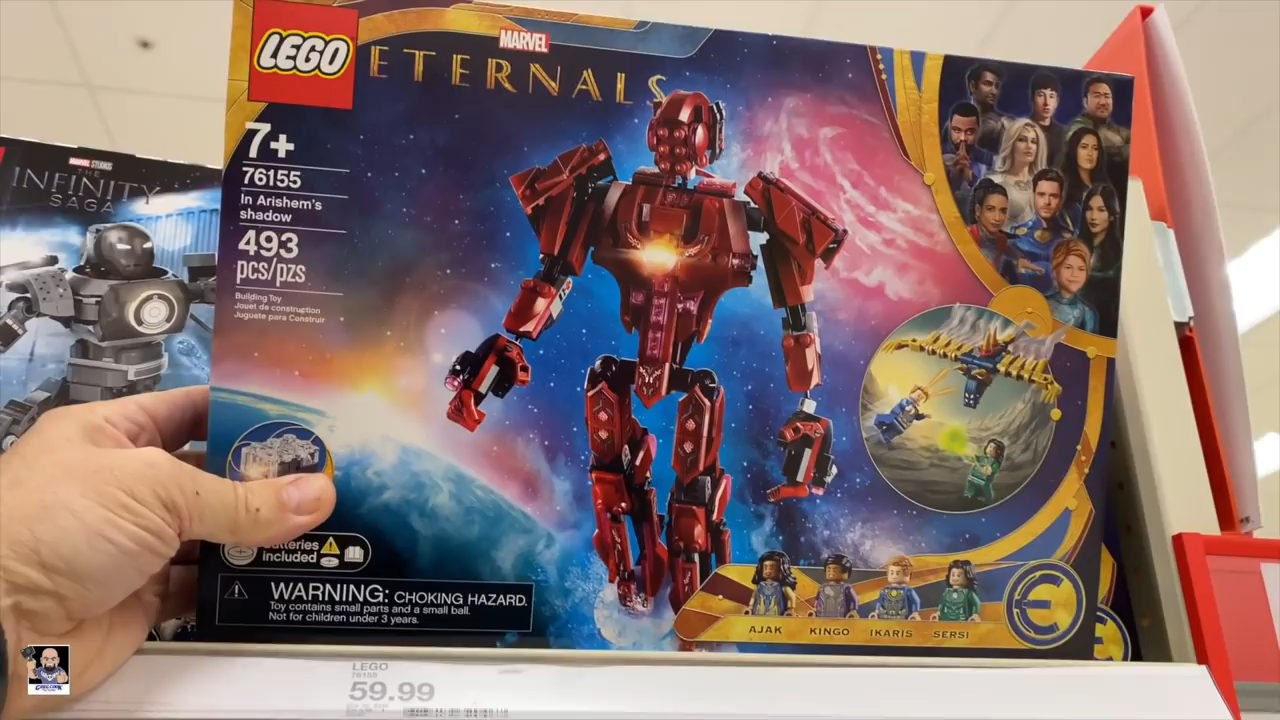 LEGO
MARVEL
ETERNALS
7+
76155
In Arishem's
shadow
493
pcs/pzs
Building Toy
Jouet de construction
Juguete para Construir
MARVEL STUDIOS
THE
INFINITY
SAGA
Batteries
included
WARNING: CHOKING HAZARD.
Toy contains small parts and a small ball.
Not for children under 3 years.
AJAK KINGO IKARIS SERSI
LEGO
76155
59.99